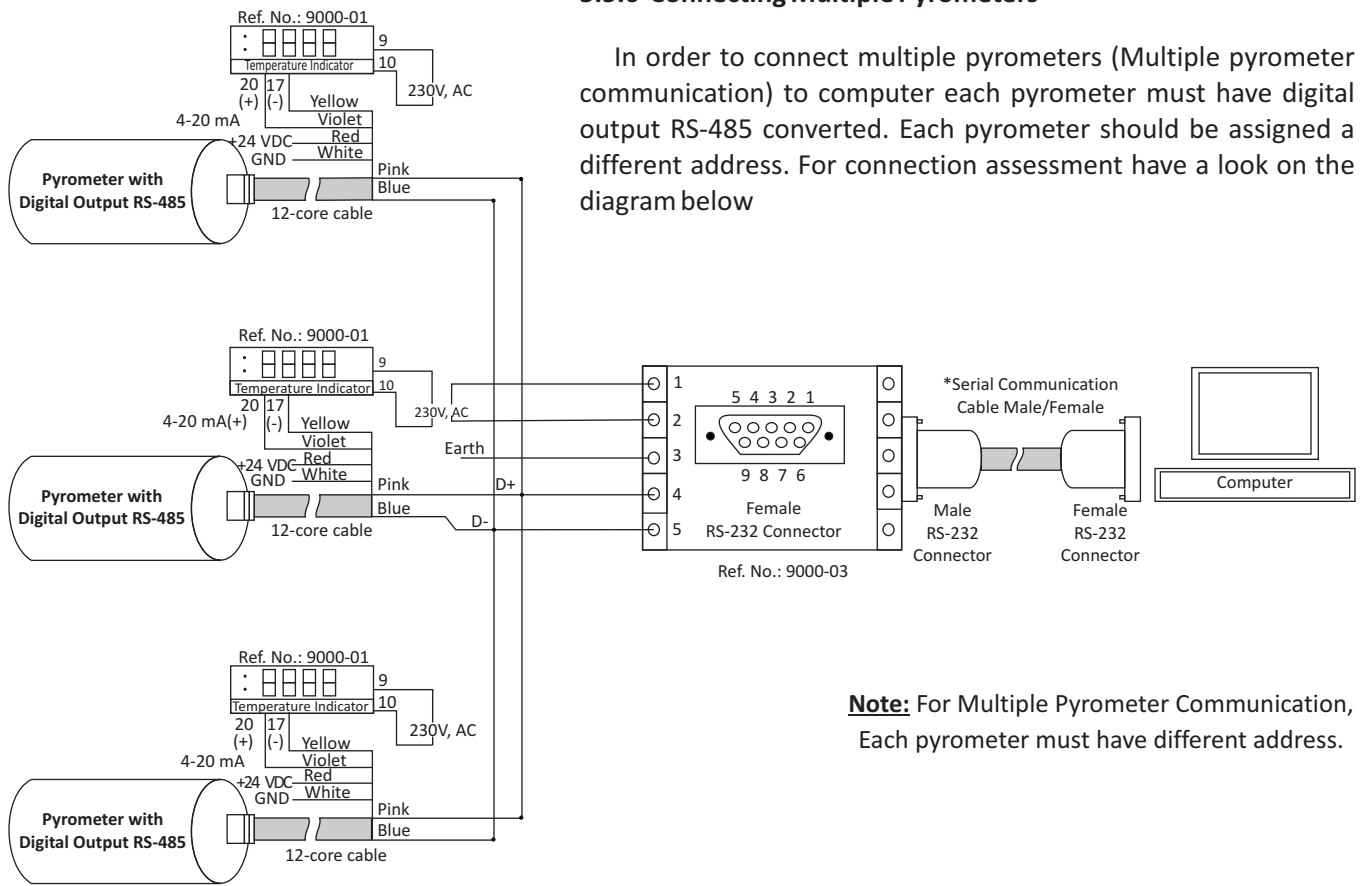 3.3.6 Connecting Multiple Pyrometers
In order to connect multiple pyrometers (Multiple pyrometer
communication) to computer each pyrometer must have digital
output RS-485 converted. Each pyrometer should be assigned a
different address. For connection assessment have a look on the
diagram below
Ref. No.: 9000-01
Temperature Indicator
9
10
230V, AC
20 17
(+) (-)
4-20 mA
Yellow
Violet
+24 VDC Red
GND White
Pink
Blue
Pyrometer with
Digital Output RS-485
12-core cable
Ref. No.: 9000-01
Temperature Indicator
9
10
230V, AC
20 17
4-20 mA(+) (-)
Yellow
Violet
+24 VDC Red
GND White
Pink
Blue
Pyrometer with
Digital Output RS-485
12-core cable
Earth
D+
D-
1
2
3
4
5
5 4 3 2 1
9 8 7 6
Female
RS-232 Connector
Ref. No.: 9000-03
*Serial Communication
Cable Male/Female
Male
RS-232
Connector
Female
RS-232
Connector
Computer
Ref. No.: 9000-01
Temperature Indicator
9
10
230V, AC
20 17
(+) (-)
4-20 mA
Yellow
Violet
+24 VDC Red
GND White
Pink
Blue
Pyrometer with
Digital Output RS-485
12-core cable
Note: For Multiple Pyrometer Communication,
Each pyrometer must have different address.